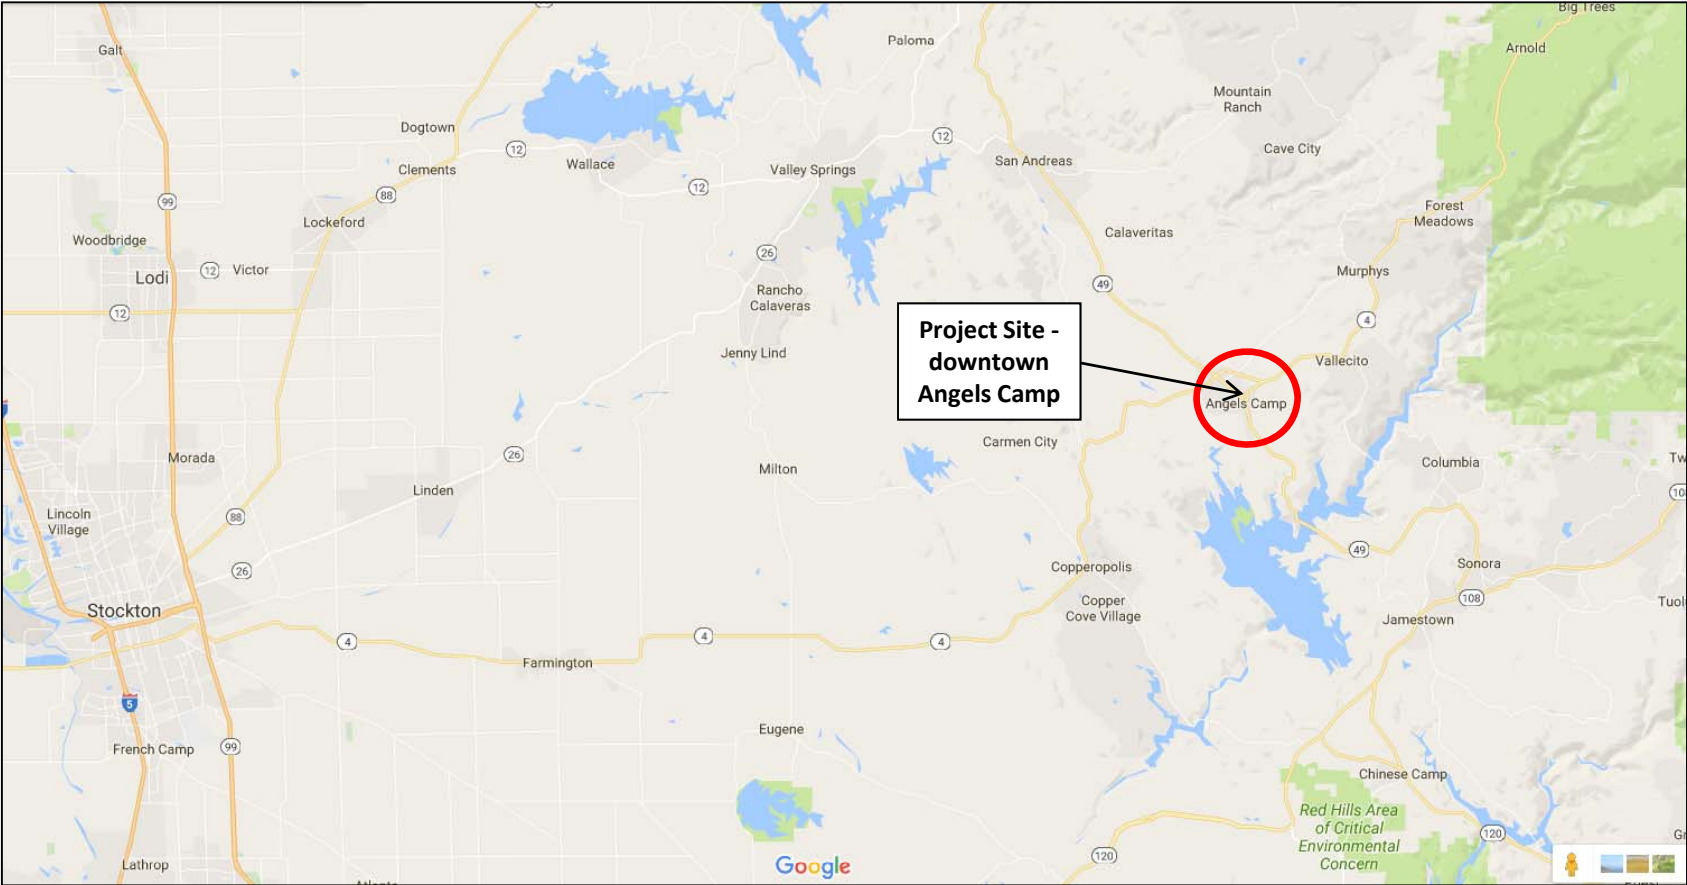 Big Trees
Galt
Paloma
Arnold
Mountain
Ranch
Dogtown
12
12
Cave City
Clements
Wallace
Valley Springs
San Andreas
88
12
99
Lockeford
Forest
Meadows
Woodbridge
Calaveritas
26
Lodi
12
Victor
Murphys
49
Rancho
Calaveras
12
4
Project Site -
downtown
Angels Camp
Jenny Lind
Vallecito
Angels Camp
Carmen City
Morada
26
Milton
Columbia
Tw
Linden
10
Lincoln
Village
88
49
26
Copperopolis
Sonora
Stockton
Copper
Cove Village
108
Tuol
Jamestown
4
4
4
Farmington
5
Eugene
French Camp
99
Chinese Camp
Red Hills Area
of Critical
Environmental
Concern
120
Gr
120
Lathrop
Google